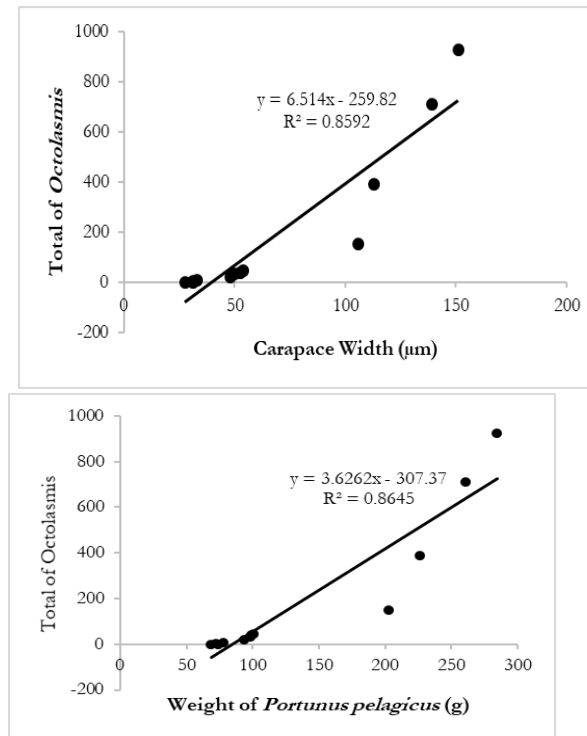 1000
800
y = 6.514x - 259.82
R² = 0.8592
600
400
200
0
-200
0 50 100 150 200
Total of Octolasmis
Carapace Width (µm)
1000
800
y = 3.6262x - 307.37
R² = 0.8645
600
400
200
0
-200
0 50 100 150 200 250 300
Total of Octolasmis
Weight of Portunus pelagicus (g)